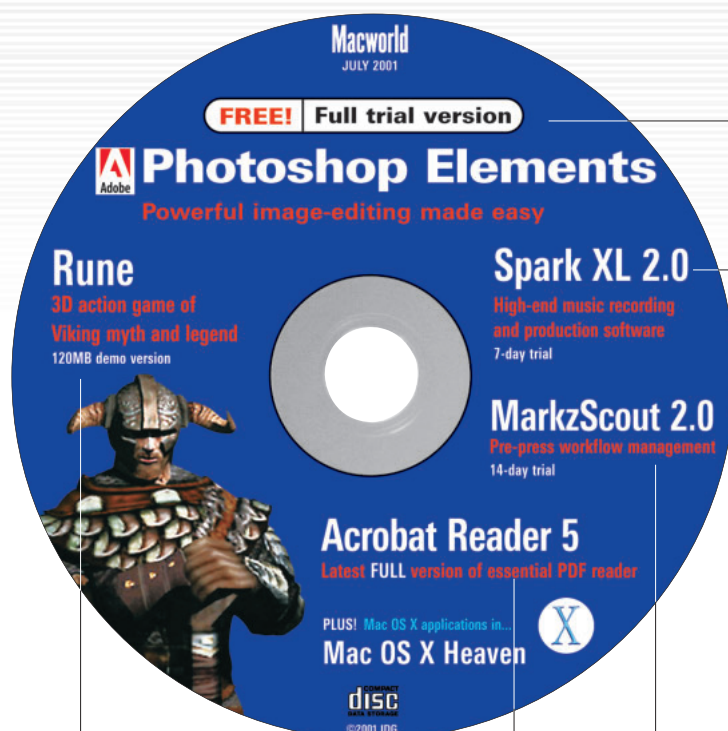 Macworld
JULY 2001
FREE! Full trial version
Adobe
Photoshop Elements
Powerful image-editing made easy
Rune
3D action game of
Viking myth and legend
120MB demo version
Spark XL 2.0
High-end music recording
and production software
7-day trial
MarkzScout 2.0
Pre-press workflow management
14-day trial
Acrobat Reader 5
Latest FULL version of essential PDF reader
PLUS! Mac OS X applications in...
Mac OS X Heaven
X
COMPACT
disc
DATA STORAGE
©2001 IDG